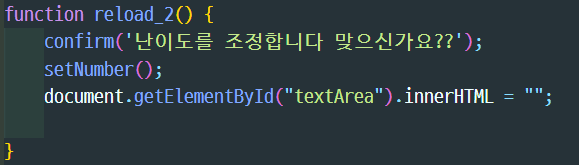 function reload_2() {
confirm('난이도를 조정합니다 맞으신가요??');
setNumber();
document.getElementById("textArea").innerHTML = "";
}